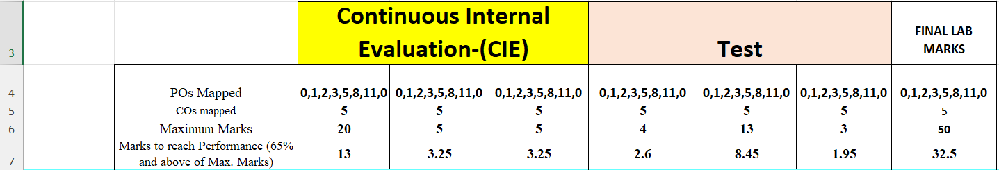 Continuous Internal
Evaluation-(CIE)
Test
FINAL LAB
MARKS
3
4 POs Mapped 0,1,2,3,5,8,11,0 0,1,2,3,5,8,11,0 0,1,2,3,5,8,11,0 0,1,2,3,5,8,11,0 0,1,2,3,5,8,11,0 0,1,2,3,5,8,11,0 0,1,2,3,5,8,11,0
5 COs mapped 5 5 5 5 5 5 5
6 Maximum Marks 20 5 5 4 13 3 50
Marks to reach Performance (65%
and above of Max. Marks)
7 13 3.25 3.25 2.6 8.45 1.95 32.5